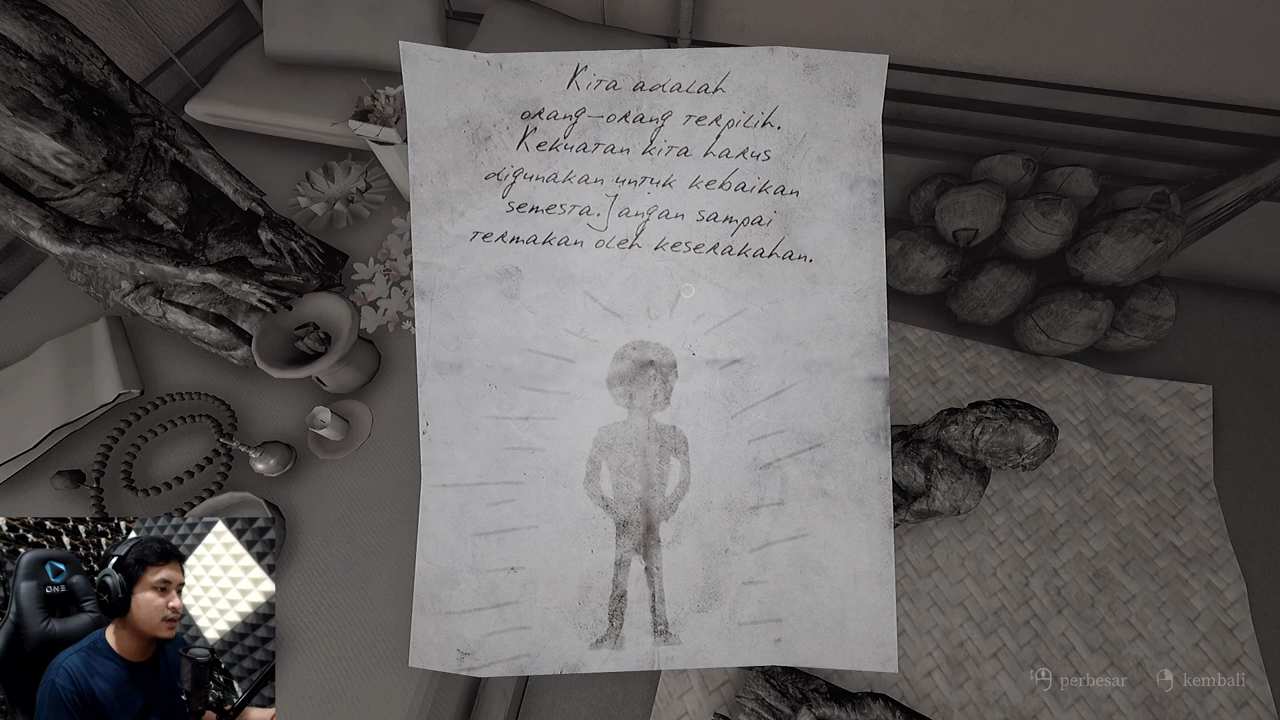 Kita adalah
orang-orang terpilih.
Kekuatan kita harus
digunakan untuk kebaikan
semesta. Jangan sampai
termakan oleh keserakahan.
ONE
perbesar
kembali